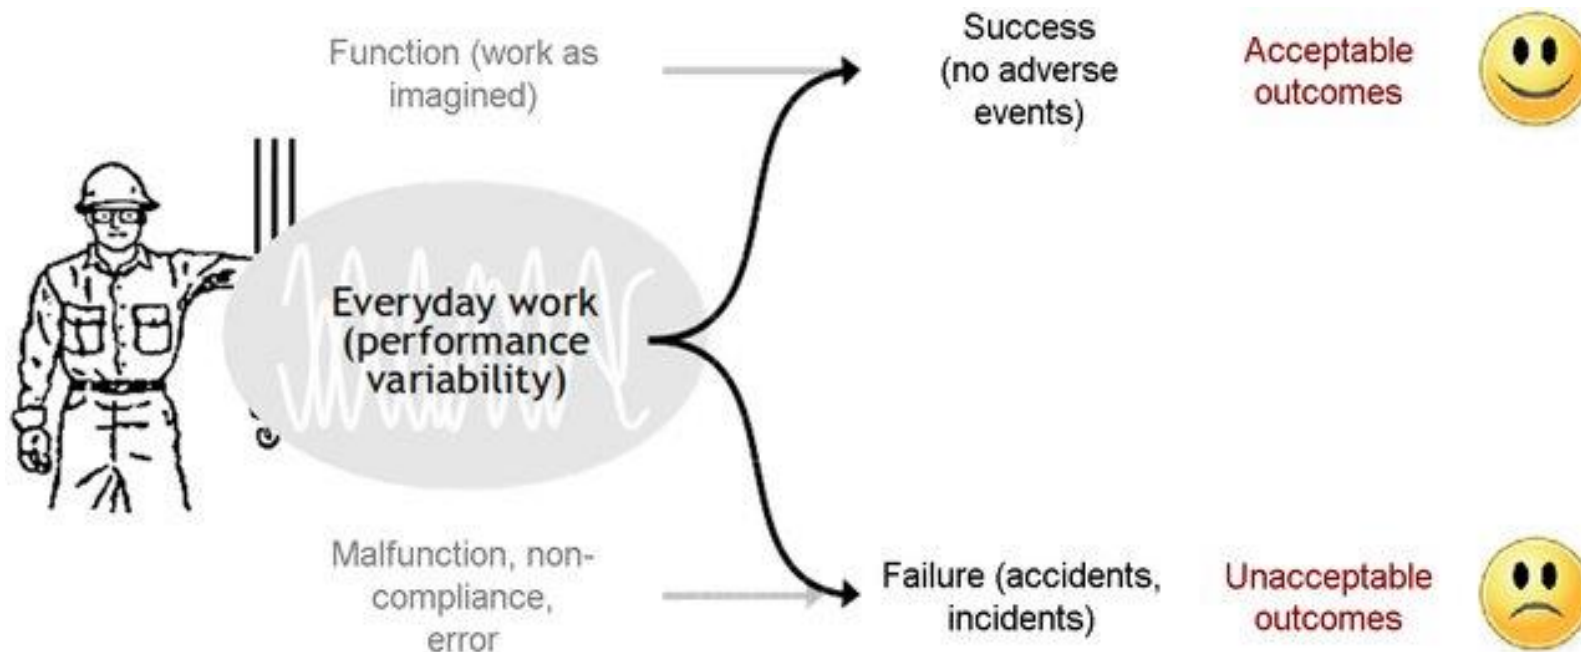 Function (work as
imagined)
Success
(no adverse
events)
Acceptable
outcomes
Everyday work
(performance
variability)
Malfunction, non-
compliance,
error
Failure (accidents,
incidents)
Unacceptable
outcomes